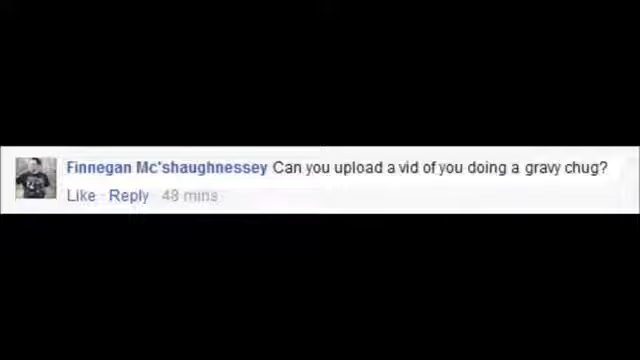 Finnegan Mc'shaughnessey Can you upload a vid of you doing a gravy chug?
Like · Reply · 48 mins